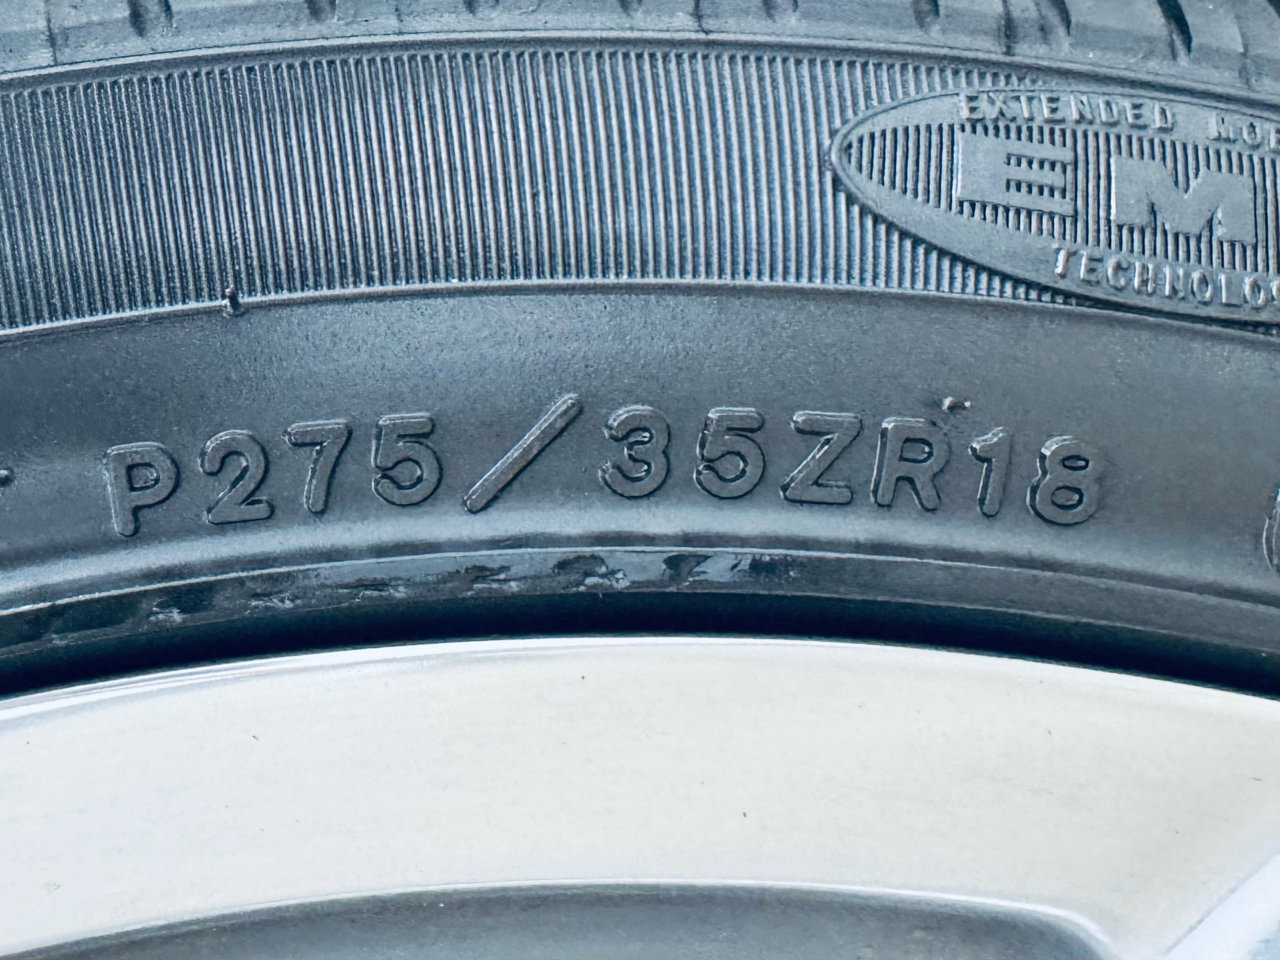 EXTENDED
EM
P275/35ZR18